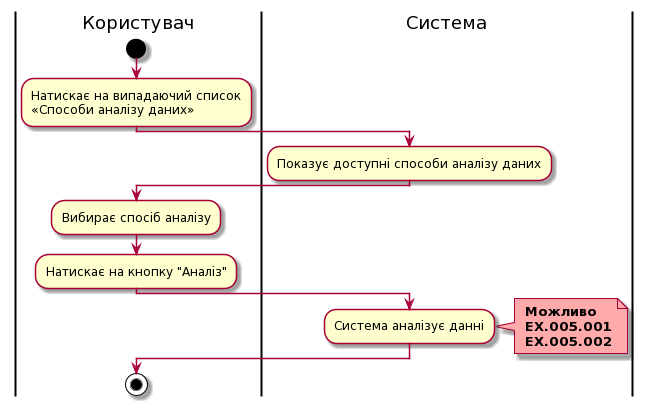 Користувач
Система
Натискає на випадаючий список
«Способи аналізу даних»
Показує доступні способи аналізу даних
Вибирає спосіб аналізу
Натискає на кнопку "Аналіз"
Система аналізує данні
Можливо
EX.005.001
EX.005.002